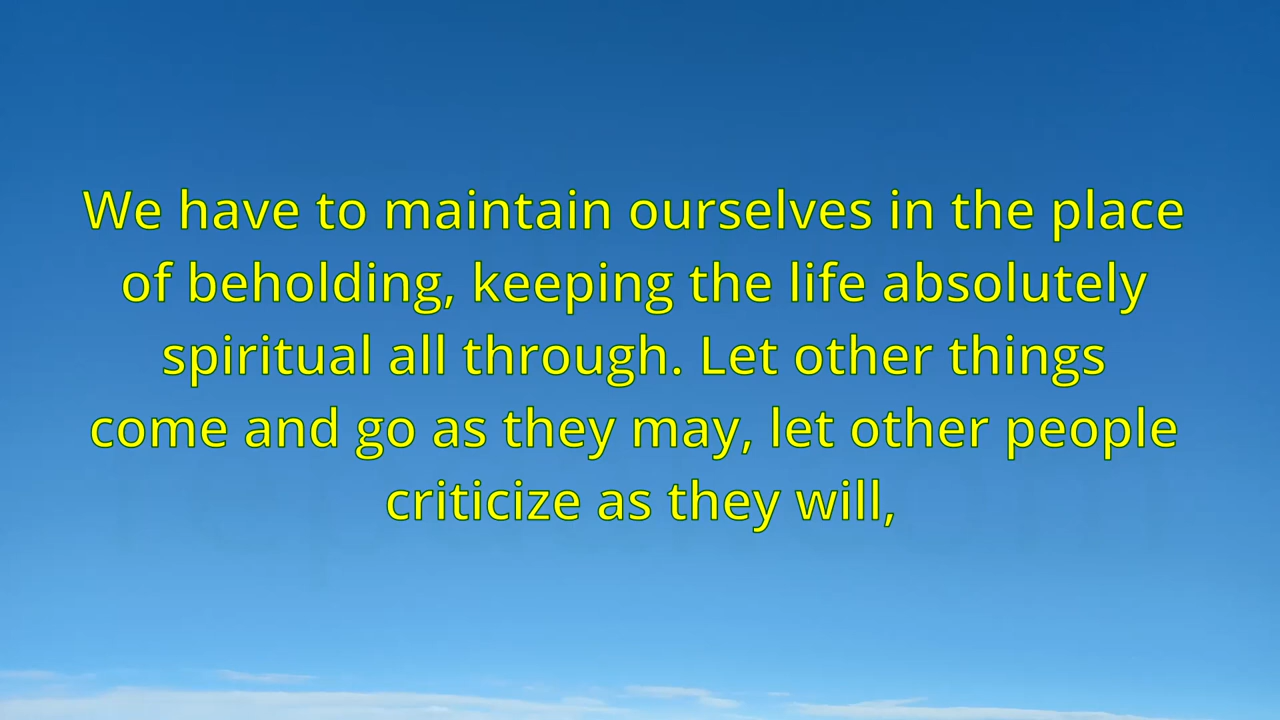 We have to maintain ourselves in the place
of beholding, keeping the life absolutely
spiritual all through. Let other things
come and go as they may, let other people
criticize as they will,